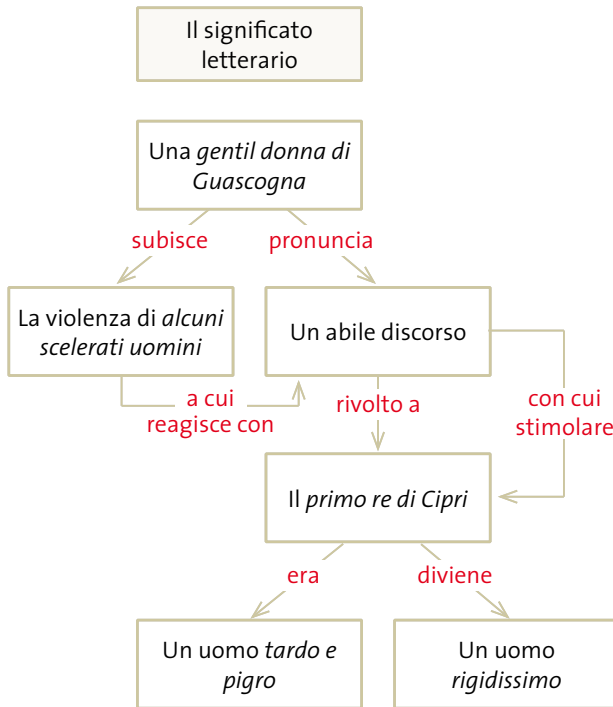 Il significato
letterario
Una gentil donna di
Guascogna
subisce
pronuncia
La violenza di alcuni
scelerati uomini
Un abile discorso
a cui
reagisce con
rivolto a
con cui
stimolare
Il primo re di Cipri
era
diviene
Un uomo tardo e
pigro
Un uomo
rigidissimo